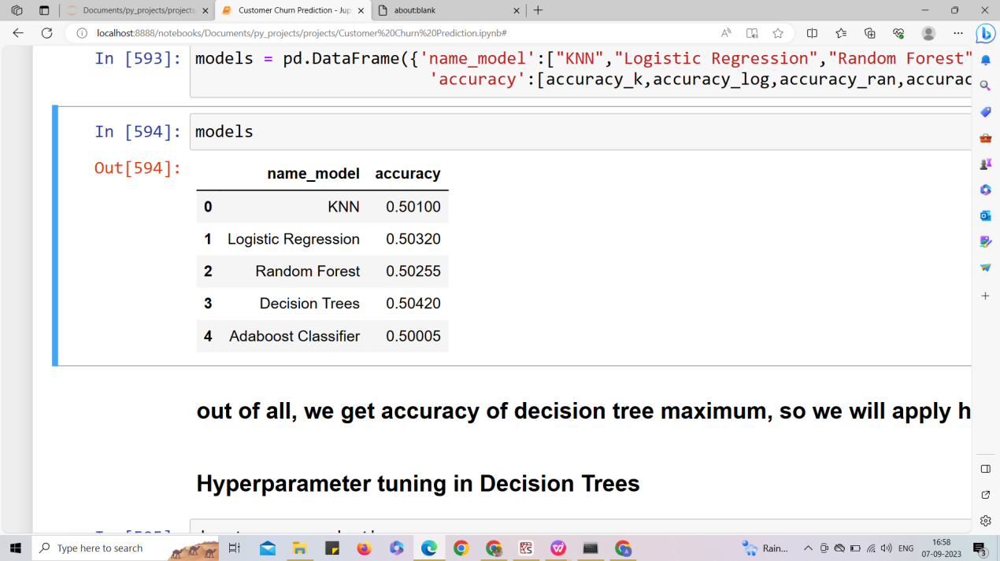 Documents/py_projects/projects
Customer Churn Prediction - Jup
about:blank
localhost:8888/notebooks/Documents/py_projects/projects/Customer%20Churn%20Prediction.ipynb#
In [593]: models = pd.DataFrame({'name_model':["KNN","Logistic Regression","Random Forest"
'accuracy':[accuracy_k,accuracy_log,accuracy_ran,accurac
In [594]: models
Out[594]:
name_model accuracy
0 KNN 0.50100
1 Logistic Regression 0.50320
2 Random Forest 0.50255
3 Decision Trees 0.50420
4 Adaboost Classifier 0.50005
out of all, we get accuracy of decision tree maximum, so we will apply h
Hyperparameter tuning in Decision Trees
Type here to search
Rain...
ENG
16:58
07-09-2023
3